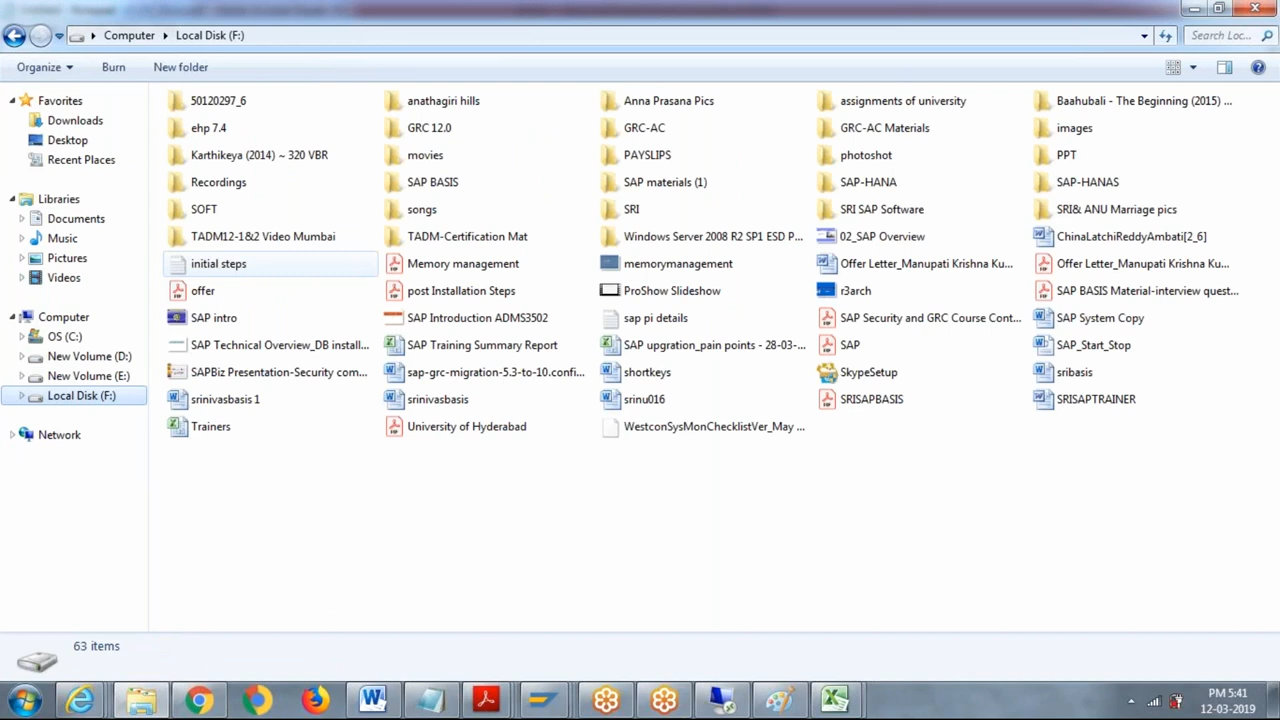 Computer Local Disk (F:) Search Loc...
Organize Burn New folder
Favorites
Downloads
Desktop
Recent Places
Libraries
Documents
Music
Pictures
Videos
Computer
OS (C:)
New Volume (D:)
New Volume (E:)
Local Disk (F:)
Network
50120297_6 anathagiri hills Anna Prasana Pics assignments of university Baahubali - The Beginning (2015) ...
ehp 7.4 GRC 12.0 GRC-AC GRC-AC Materials images
Karthikeya (2014) ~ 320 VBR movies PAYSLIPS photoshot PPT
Recordings SAP BASIS SAP materials (1) SAP-HANA SAP-HANAS
SOFT songs SRI SRI SAP Software SRI& ANU Marriage pics
TADM12-1&2 Video Mumbai TADM-Certification Mat Windows Server 2008 R2 SP1 ESD P... 02_SAP Overview ChinaLatchiReddyAmbati[2_6]
initial steps Memory management memorymanagement Offer Letter_Manupati Krishna Ku... Offer Letter_Manupati Krishna Ku...
offer post Installation Steps ProShow Slideshow r3arch SAP BASIS Material-interview quest...
SAP intro SAP Introduction ADMS3502 sap pi details SAP Security and GRC Course Cont... SAP System Copy
SAP Technical Overview_DB install... SAP Training Summary Report SAP upgration_pain points - 28-03-... SAP SAP_Start_Stop
SAPBiz Presentation-Security com... sap-grc-migration-5.3-to-10.confi... shortkeys SkypeSetup sribasis
srinivasbasis 1 srinivasbasis srinu016 SRISAPBASIS SRISAPTRAINER
Trainers University of Hyderabad WestconSysMonChecklistVer_May ...
63 items
PM 5:41
12-03-2019